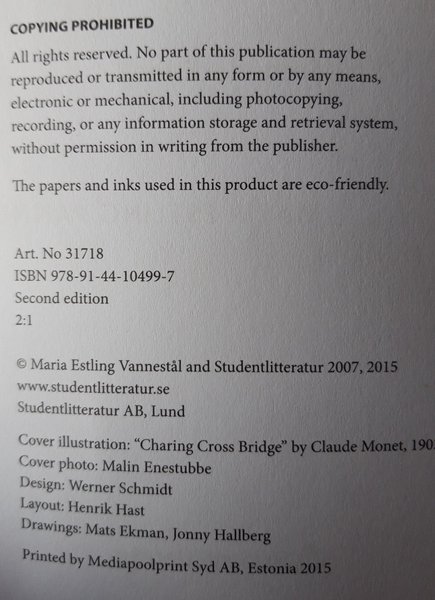 COPYING PROHIBITED
All rights reserved. No part of this publication may be
reproduced or transmitted in any form or by any means,
electronic or mechanical, including photocopying,
recording, or any information storage and retrieval system,
without permission in writing from the publisher.
The papers and inks used in this product are eco-friendly.
Art. No 31718
ISBN 978-91-44-10499-7
Second edition
2:1
© Maria Estling Vannestål and Studentlitteratur 2007, 2015
www.studentlitteratur.se
Studentlitteratur AB, Lund
Cover illustration: “Charing Cross Bridge” by Claude Monet,
Cover photo: Malin Enestubbe
Design: Werner Schmidt
Layout: Henrik Hast
Drawings: Mats Ekman, Jonny Hallberg
Printed by Mediapoolprint Syd AB, Estonia 2015